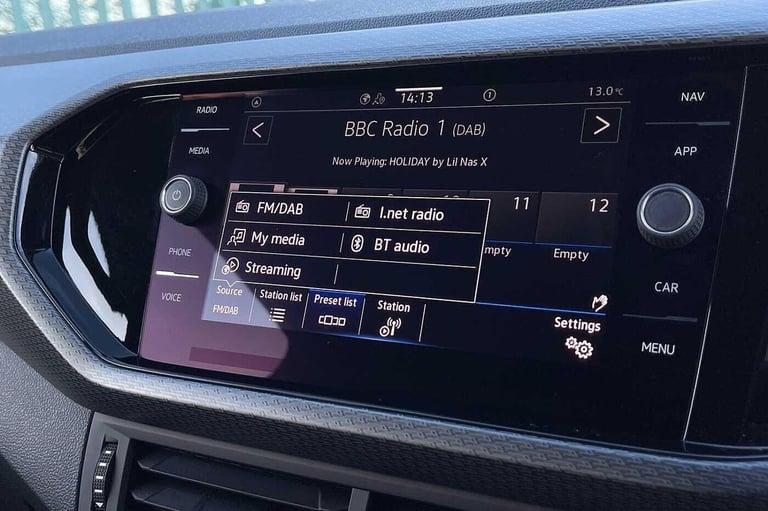 RADIO
MEDIA
PHONE
VOICE
14:13
13.0°C
BBC Radio 1 (DAB)
Now Playing: HOLIDAY by Lil Nas X
FM/DAB
I.net radio
My media
BT audio
Streaming
11
12
mpty
Empty
Source
FM/DAB
Station list
Preset list
Station
Settings
NAV
APP
CAR
MENU